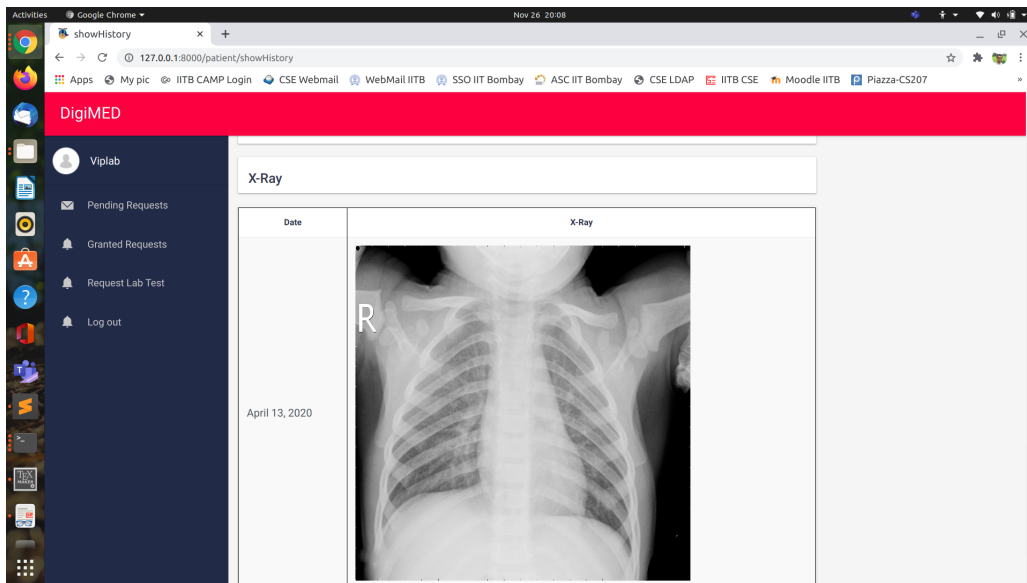 Activities Google Chrome Nov 26 20:08
showHistory
127.0.0.1:8000/patient/showHistory
Apps My pic IITB CAMP Login CSE Webmail WebMail IITB SSO IIT Bombay ASC IIT Bombay CSE LDAP IITB CSE Moodle IITB Piazza-CS207 »
DigiMED
Viplab
X-Ray
Pending Requests
Date X-Ray
Granted Requests
Request Lab Test
R
Log out
April 13, 2020
TEX
MAKER